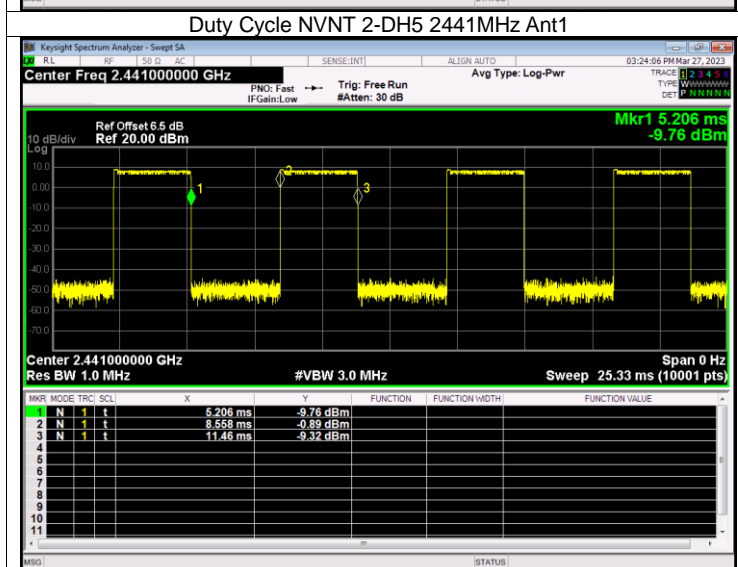 MSG STATUS
Duty Cycle NVNT 2-DH5 2441MHz Ant1
Keysight Spectrum Analyzer - Swept SA
RL RF 50 Ω AC SENSE:INT ALIGN AUTO 03:24:06 PM Mar 27, 2023
Center Freq 2.441000000 GHz Avg Type: Log-Pwr TRACE 1 2 3 4 5 6
PNO: Fast Trig: Free Run TYPE WWWWWW
IFGain:Low #Atten: 30 dB DET P N N N N N
Mkr1 5.206 ms
-9.76 dBm
Ref Offset 6.5 dB
10 dB/div Ref 20.00 dBm
Log
10.0
0.00
-10.0
-20.0
-30.0
-40.0
-50.0
-60.0
-70.0
1
2
3
Center 2.441000000 GHz Span 0 Hz
Res BW 1.0 MHz #VBW 3.0 MHz Sweep 25.33 ms (10001 pts)
MKR MODE TRC SCL X Y FUNCTION FUNCTION WIDTH FUNCTION VALUE
1 N 1 t 5.206 ms -9.76 dBm
2 N 1 t 8.558 ms -0.89 dBm
3 N 1 t 11.46 ms -9.32 dBm
4
5
6
7
8
9
10
11
MSG STATUS